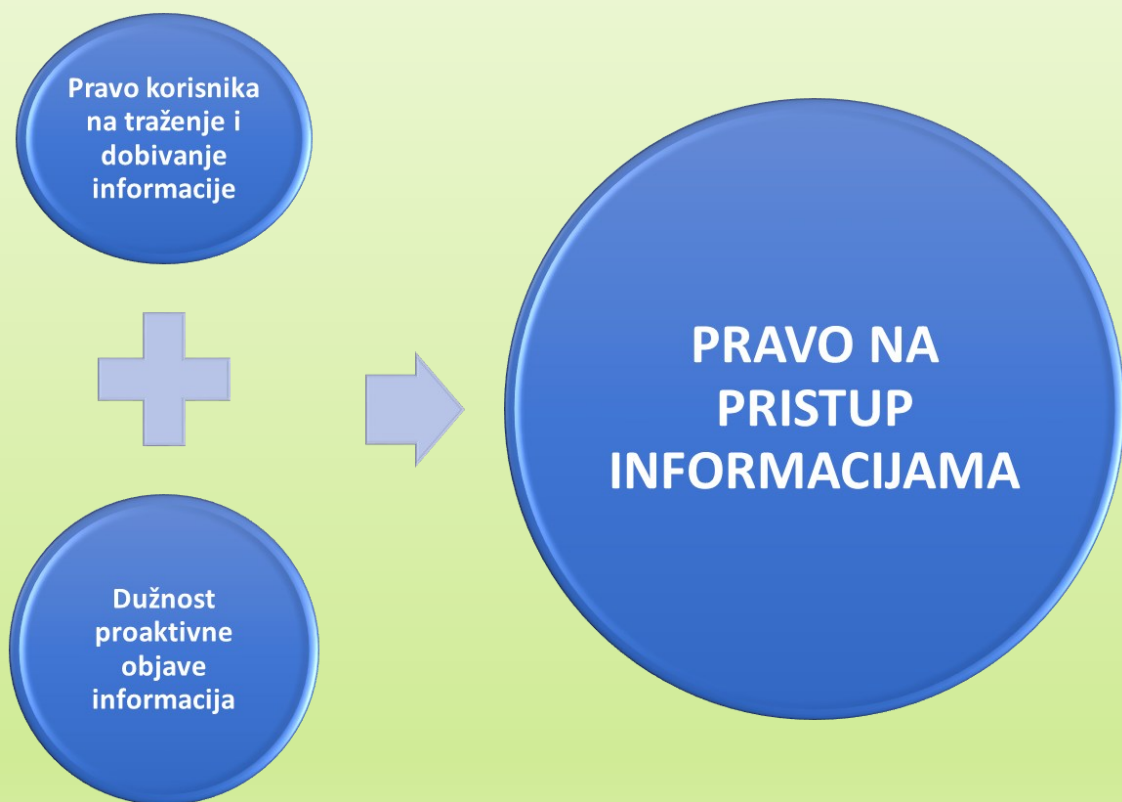 Pravo korisnika
na traženje i
dobivanje
informacije
Dužnost
proaktivne
objave
informacija
PRAVO NA
PRISTUP
INFORMACIJAMA